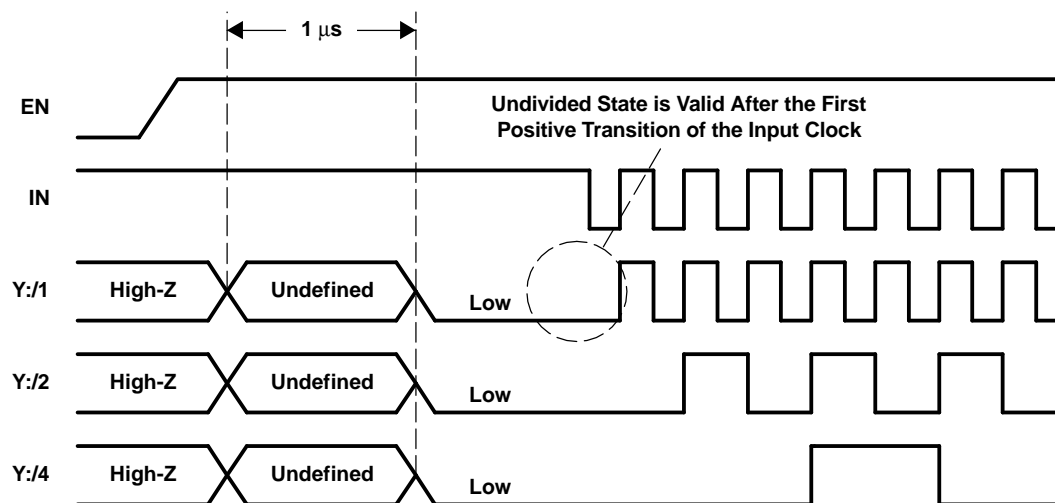 1 μs
EN
Undivided State is Valid After the First
Positive Transition of the Input Clock
IN
Y:/1 High-Z Undefined Low
Y:/2 High-Z Undefined Low
Y:/4 High-Z Undefined Low